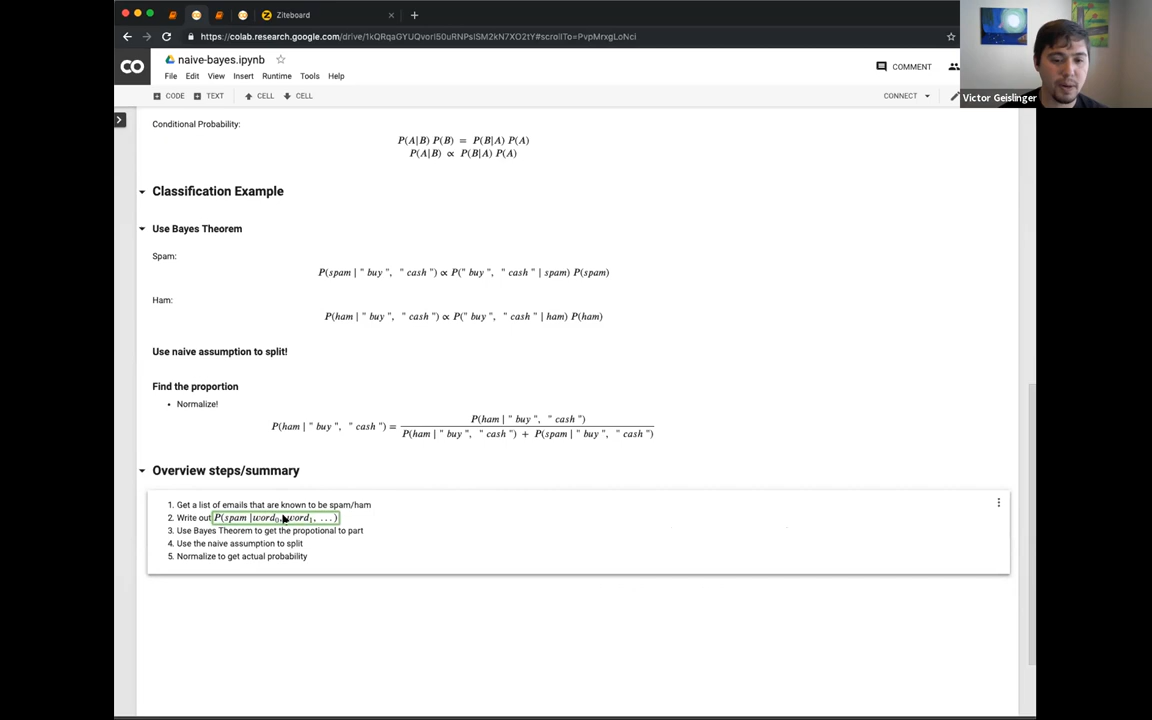 Ziteboard
https://colab.research.google.com/drive/
naive-bayes.ipynb
File Edit View Insert Runtime Tools Help
COMMENT
Victor Geislinger
CODE TEXT CELL CELL CONNECT
Conditional Probability:
P(A|B) P(B) = P(B|A) P(A)
P(A|B) ∝ P(B|A) P(A)
Classification Example
Use Bayes Theorem
Spam:
P(spam | " buy ", " cash ") ∝ P(" buy ", " cash " | spam) P(spam)
Ham:
P(ham | " buy ", " cash ") ∝ P(" buy ", " cash " | ham) P(ham)
Use naive assumption to split!
Find the proportion
• Normalize!
P(ham | " buy ", " cash ")
P(ham | " buy ", " cash ") =
P(ham | " buy ", " cash ") + P(spam | " buy ", " cash ")
Overview steps/summary
1. Get a list of emails that are known to be spam/ham
2. Write out P(spam |word₀, word₁, ...)
3. Use Bayes Theorem to get the propotional to part
4. Use the naive assumption to split
5. Normalize to get actual probability